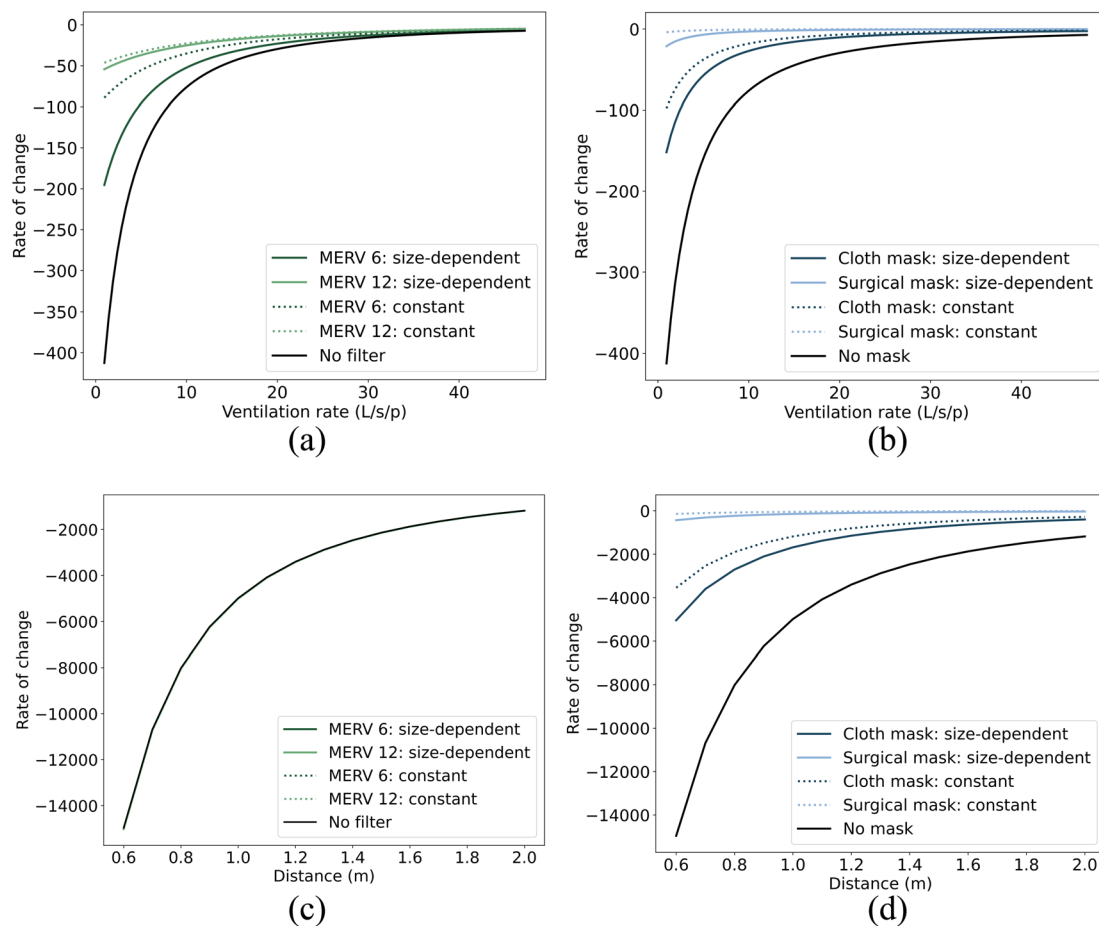 0
−50
−100
−150
−200
−250
−300
−350
−400
Rate of change
MERV 6: size-dependent
MERV 12: size-dependent
MERV 6: constant
MERV 12: constant
No filter
0 10 20 30 40
Ventilation rate (L/s/p)
(a)
0
−100
−200
−300
−400
Rate of change
Cloth mask: size-dependent
Surgical mask: size-dependent
Cloth mask: constant
Surgical mask: constant
No mask
0 10 20 30 40
Ventilation rate (L/s/p)
(b)
−2000
−4000
−6000
−8000
−10000
−12000
−14000
Rate of change
MERV 6: size-dependent
MERV 12: size-dependent
MERV 6: constant
MERV 12: constant
No filter
0.6 0.8 1.0 1.2 1.4 1.6 1.8 2.0
Distance (m)
(c)
0
−2000
−4000
−6000
−8000
−10000
−12000
−14000
Rate of change
Cloth mask: size-dependent
Surgical mask: size-dependent
Cloth mask: constant
Surgical mask: constant
No mask
0.6 0.8 1.0 1.2 1.4 1.6 1.8 2.0
Distance (m)
(d)